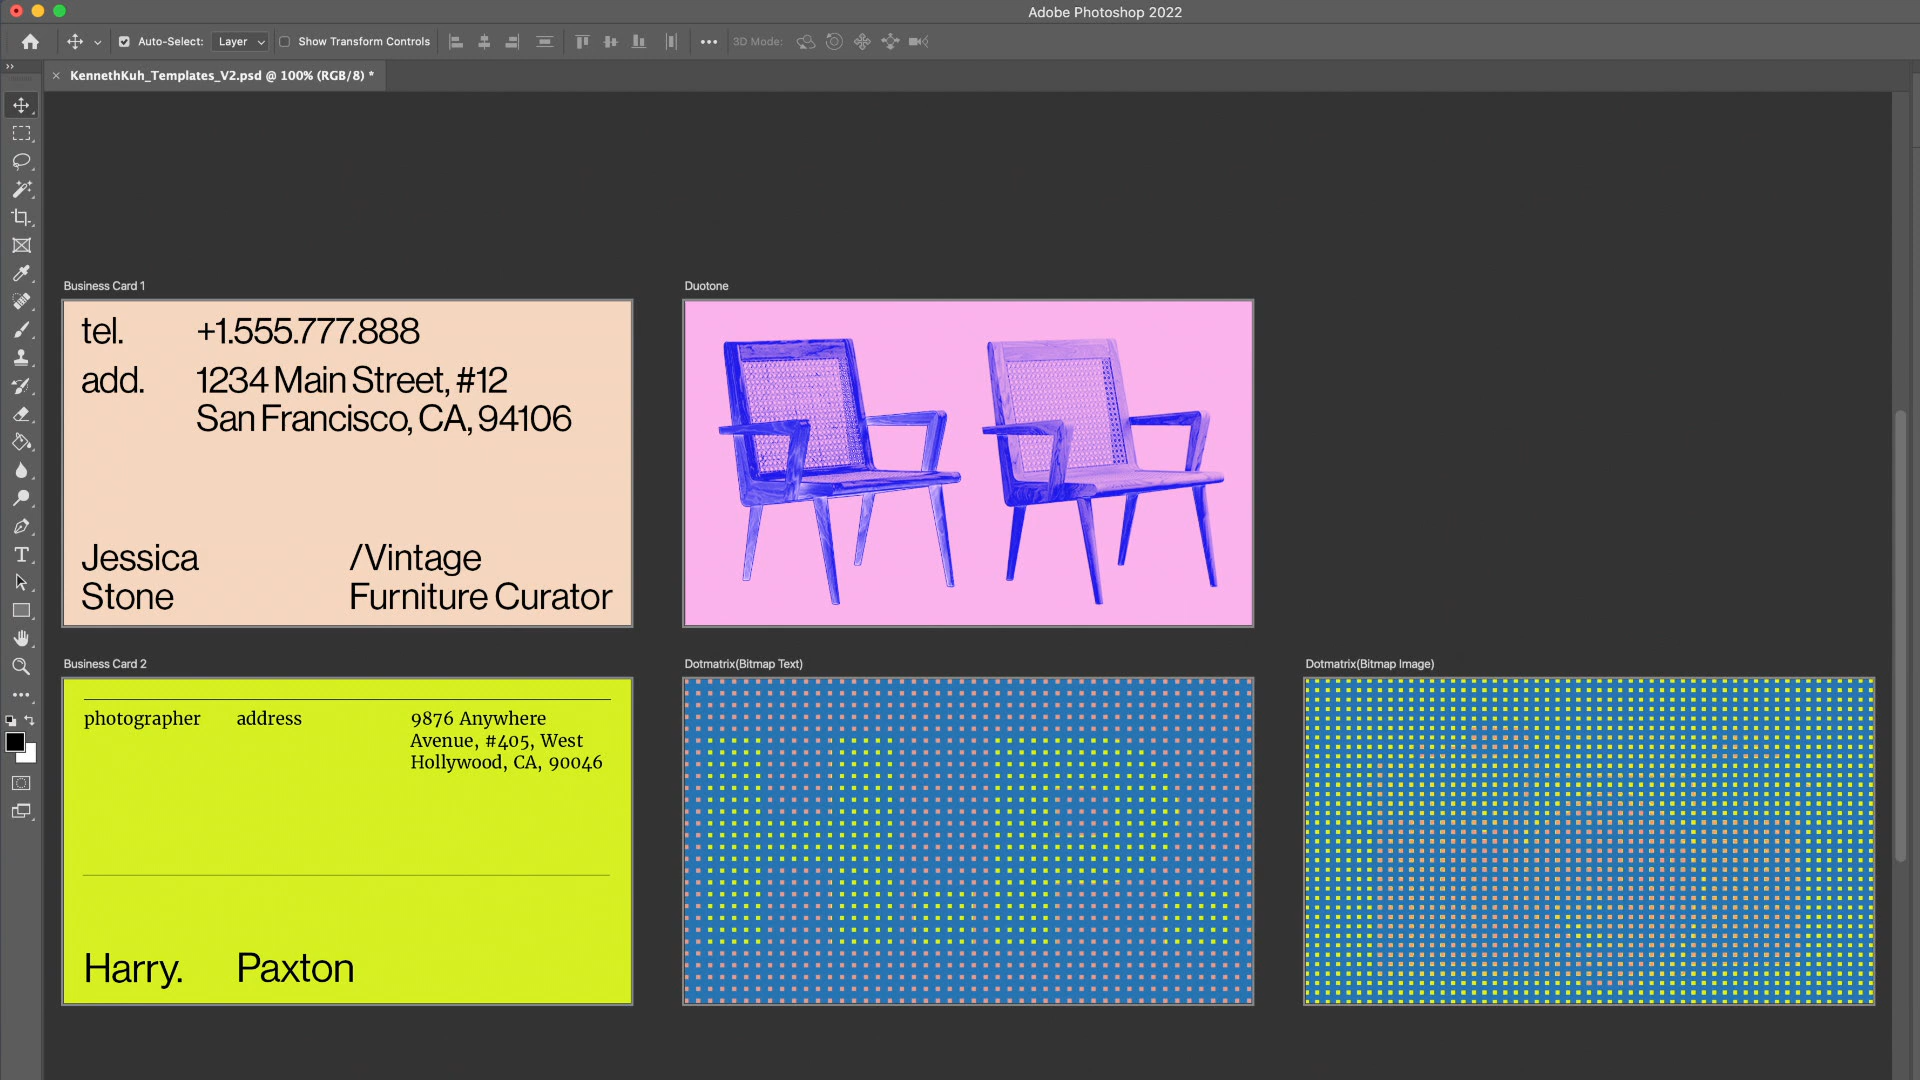 Adobe Photoshop 2022
Auto-Select: Layer Show Transform Controls 3D Mode:
KennethKuh_Templates_V2.psd @ 100% (RGB/8) *
Business Card 1
tel. +1.555.777.888
add. 1234 Main Street, #12
San Francisco, CA, 94106
Jessica /Vintage
Stone Furniture Curator
Duotone
Business Card 2
photographer address 9876 Anywhere
Avenue, #405, West
Hollywood, CA, 90046
Harry. Paxton
Dotmatrix(Bitmap Text)
Dotmatrix(Bitmap Image)